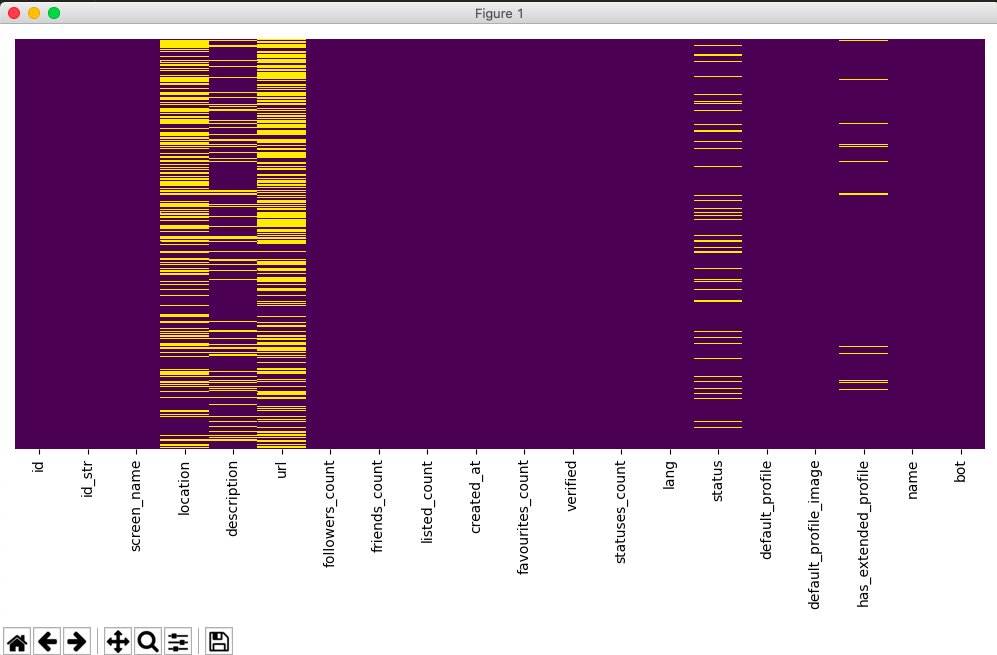 Figure 1
id
id_str
screen_name
location
description
url
followers_count
friends_count
listed_count
created_at
favourites_count
verified
statuses_count
lang
status
default_profile
default_profile_image
has_extended_profile
name
bot